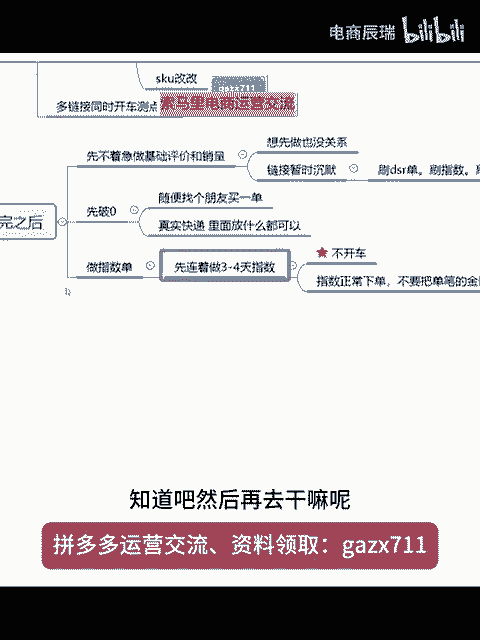 电商辰瑞 bilibili
sku改改
gazx711
多链接同时开车测点
黑马里电商运营交流
想先做也没关系
先不着急做基础评价和销量
链接暂时沉默
刷dsr单。刷指数。
完之后
随便找个朋友买一单
先破0
真实快递 里面放什么都可以
不开车
做指数单
先连着做3-4天指数
指数正常下单，不要把单笔的金
知道吧然后再去干嘛呢
拼多多运营交流、资料领取：gazx711